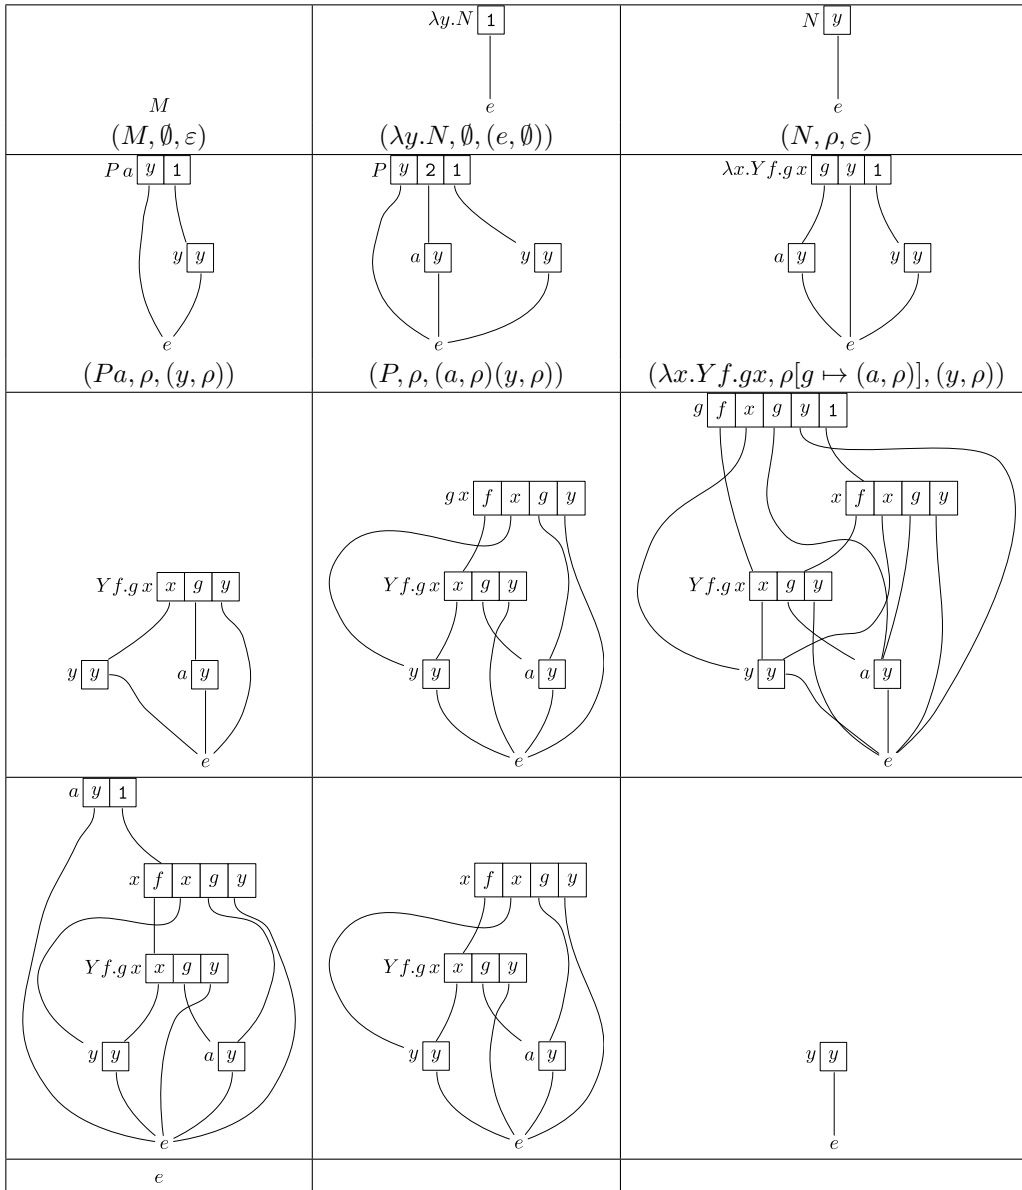 λy.N 1
N y
M
e
e
(M, ∅, ε)
(λy.N, ∅, (e, ∅))
(N, ρ, ε)
P a y 1
P y 2 1
λx.Y f.g x g y 1
y y
a y
y y
a y
y y
e
e
e
(Pa, ρ, (y, ρ))
(P, ρ, (a, ρ)(y, ρ))
(λx.Y f.gx, ρ[g ↦ (a, ρ)], (y, ρ))
g f x g y 1
g x f x g y
x f x g y
Y f.g x x g y
Y f.g x x g y
Y f.g x x g y
y y
a y
y y
a y
y y
a y
e
e
e
a y 1
x f x g y
x f x g y
Y f.g x x g y
Y f.g x x g y
y y
a y
y y
a y
y y
e
e
e
e